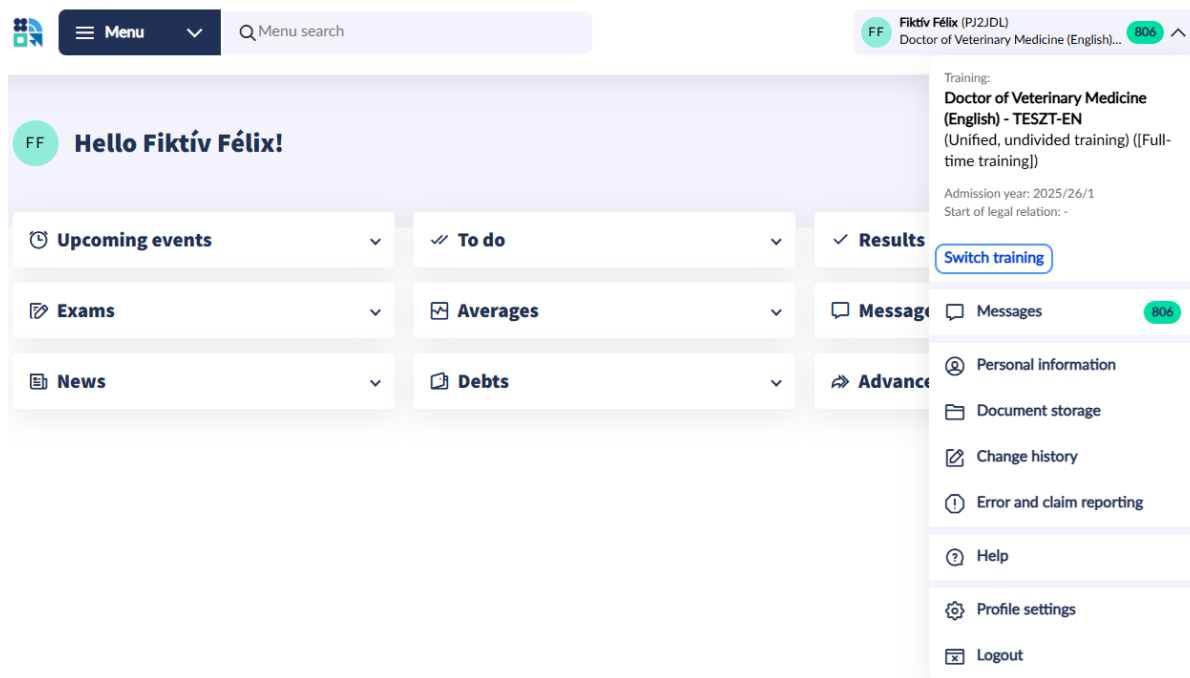 Menu
Menu search
FF
Fiktív Félix (PJ2JDL)
Doctor of Veterinary Medicine (English)...
806
Training:
Doctor of Veterinary Medicine
(English) - TESZT-EN
(Unified, undivided training) ([Full-
time training])
Admission year: 2025/26/1
Start of legal relation: -
Switch training
Messages
806
Personal information
Document storage
Change history
Error and claim reporting
Help
Profile settings
Logout
FF
Hello Fiktív Félix!
Upcoming events
To do
Results
Exams
Averages
Message
News
Debts
Advance